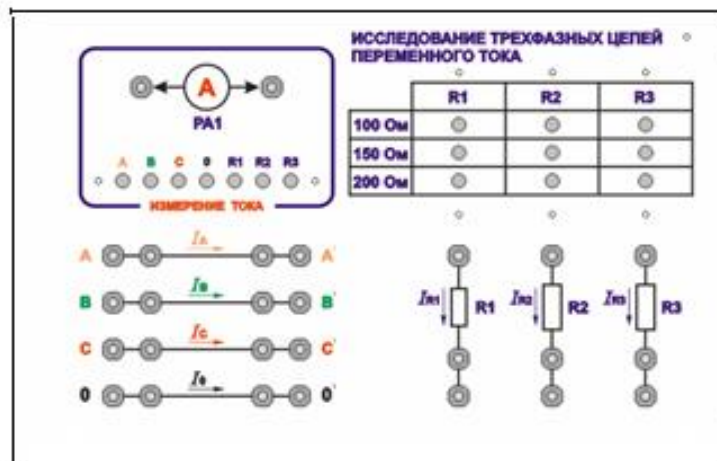 ИССЛЕДОВАНИЕ ТРЕХФАЗНЫХ ЦЕПЕЙ
ПЕРЕМЕННОГО ТОКА
A
PA1
A B C 0 R1 R2 R3
ИЗМЕРЕНИЕ ТОКА
R1 R2 R3
100 Ом
150 Ом
200 Ом
A IA A'
B IB B'
C IC C'
0 I0 0'
IR1 R1 IR2 R2 IR3 R3